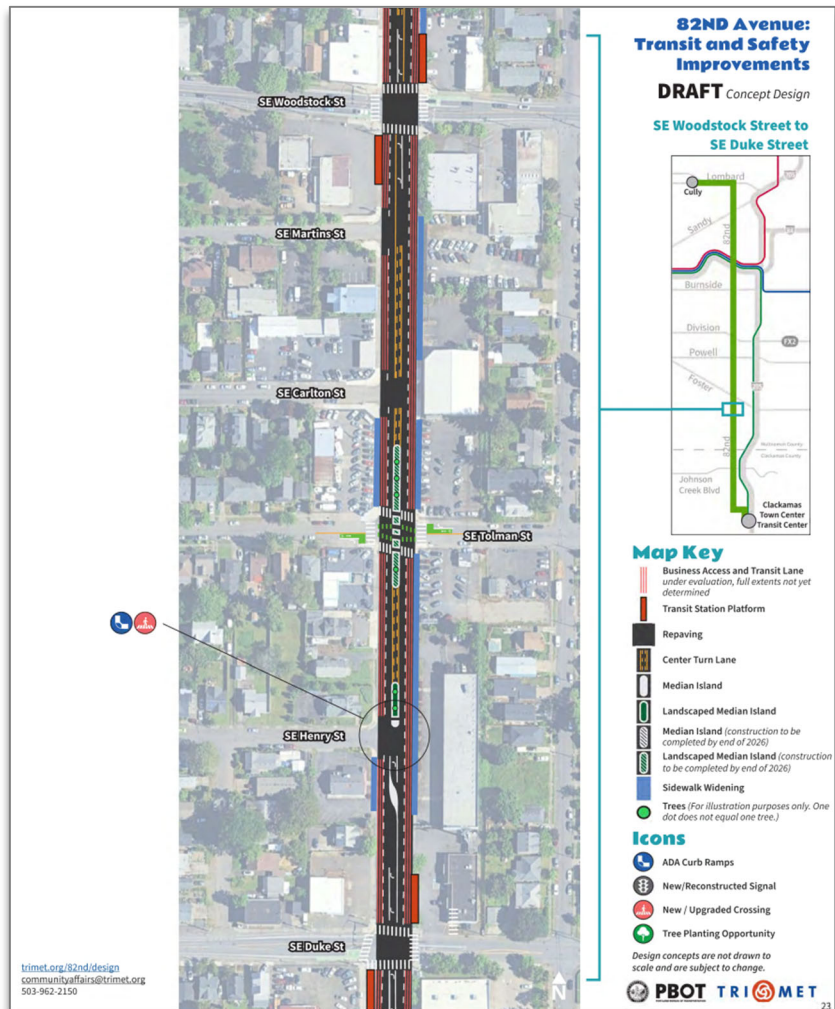 82ND Avenue:
Transit and Safety
Improvements
DRAFT Concept Design
SE Woodstock Street to
SE Duke Street
SE Woodstock St
SE Martins St
SE Carlton St
SE Tolman St
SE Henry St
SE Duke St
N
Lombard
Cully
Sandy
82nd
Burnside
Division
FX2
Powell
Foster
82nd
Multnomah County
Clackamas County
Johnson
Creek Blvd
Clackamas
Town Center
Transit Center
Map Key
Business Access and Transit Lane
under evaluation, full extents not yet
determined
Transit Station Platform
Repaving
Center Turn Lane
Median Island
Landscaped Median Island
Median Island (construction to be
completed by end of 2026)
Landscaped Median Island (construction
to be completed by end of 2026)
Sidewalk Widening
Trees (For illustration purposes only. One
dot does not equal one tree.)
Icons
ADA Curb Ramps
New/Reconstructed Signal
New / Upgraded Crossing
Tree Planting Opportunity
Design concepts are not drawn to
scale and are subject to change.
PBOT TRIMET
23
trimet.org/82nd/design
communityaffairs@trimet.org
503-962-2150